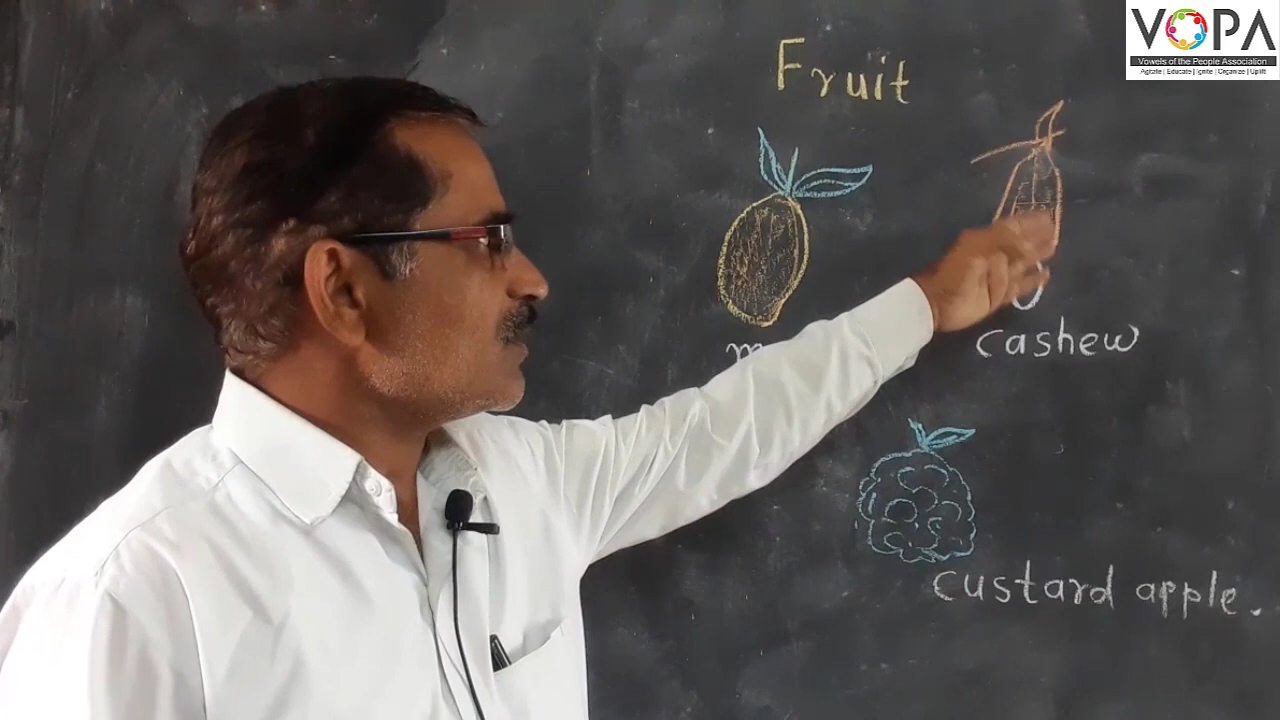 VOPA
Vowels of the People Association
Agitate | Educate | Ignite | Organize | Uplift
Fruit
cashew
custard apple.